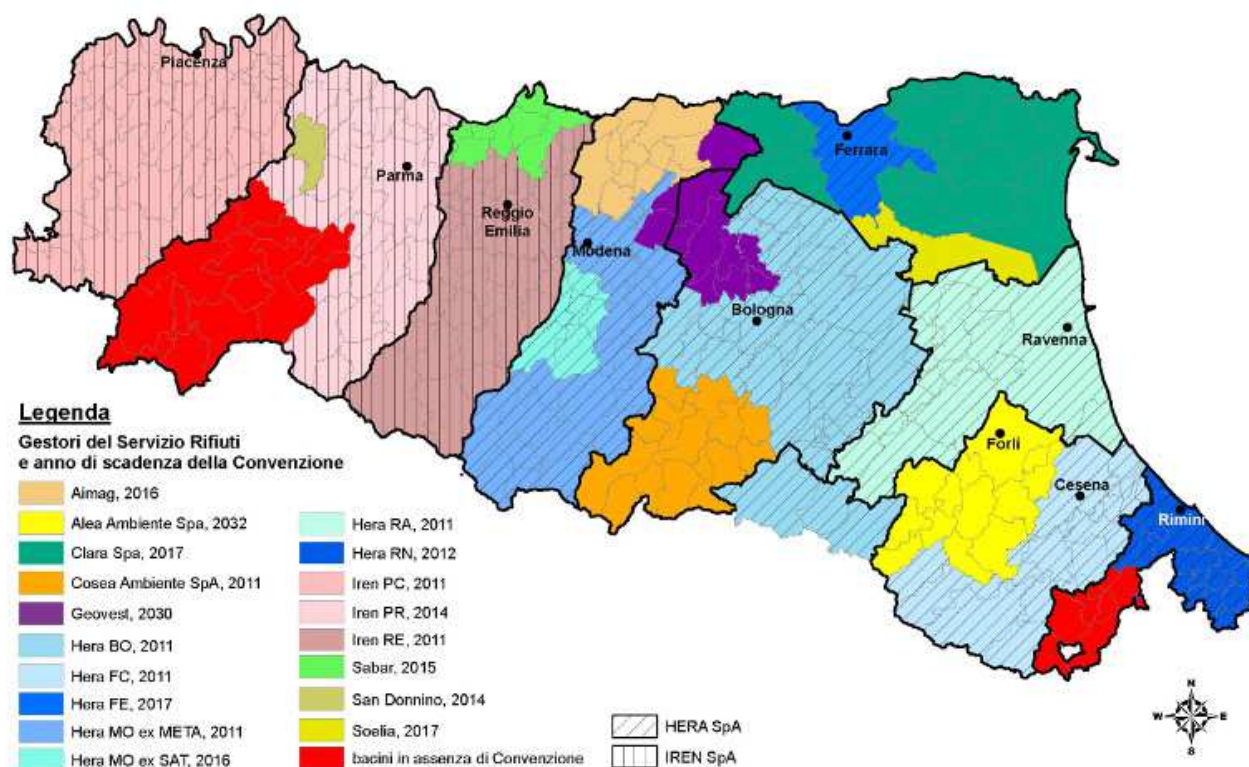 Piacenza
Parma
Reggio
Emilia
Modena
Ferrara
Bologna
Ravenna
Forlì
Cesena
Rimini
Legenda
Gestori del Servizio Rifiuti
e anno di scadenza della Convenzione
Aimag, 2016
Alea Ambiente Spa, 2032
Clara Spa, 2017
Cosea Ambiente SpA, 2011
Geovest, 2030
Hera BO, 2011
Hera FC, 2011
Hera FE, 2017
Hera MO ex META, 2011
Hera MO ex SAT, 2016
Hera RA, 2011
Hera RN, 2012
Iren PC, 2011
Iren PR, 2014
Iren RE, 2011
Sabar, 2015
San Donnino, 2014
Soelia, 2017
bacini in assenza di Convenzione
HERA SpA
IREN SpA
N
W
E
S